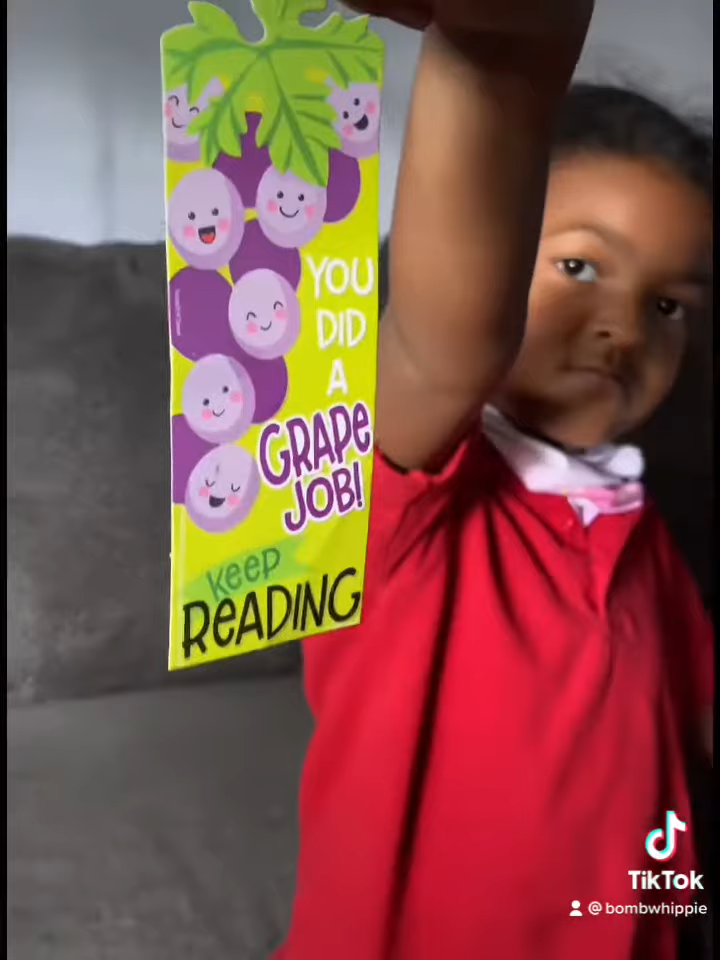 YOU
DID
A
GRAPE
JOB!
KEEP
READING
TikTok
@bombwhippie